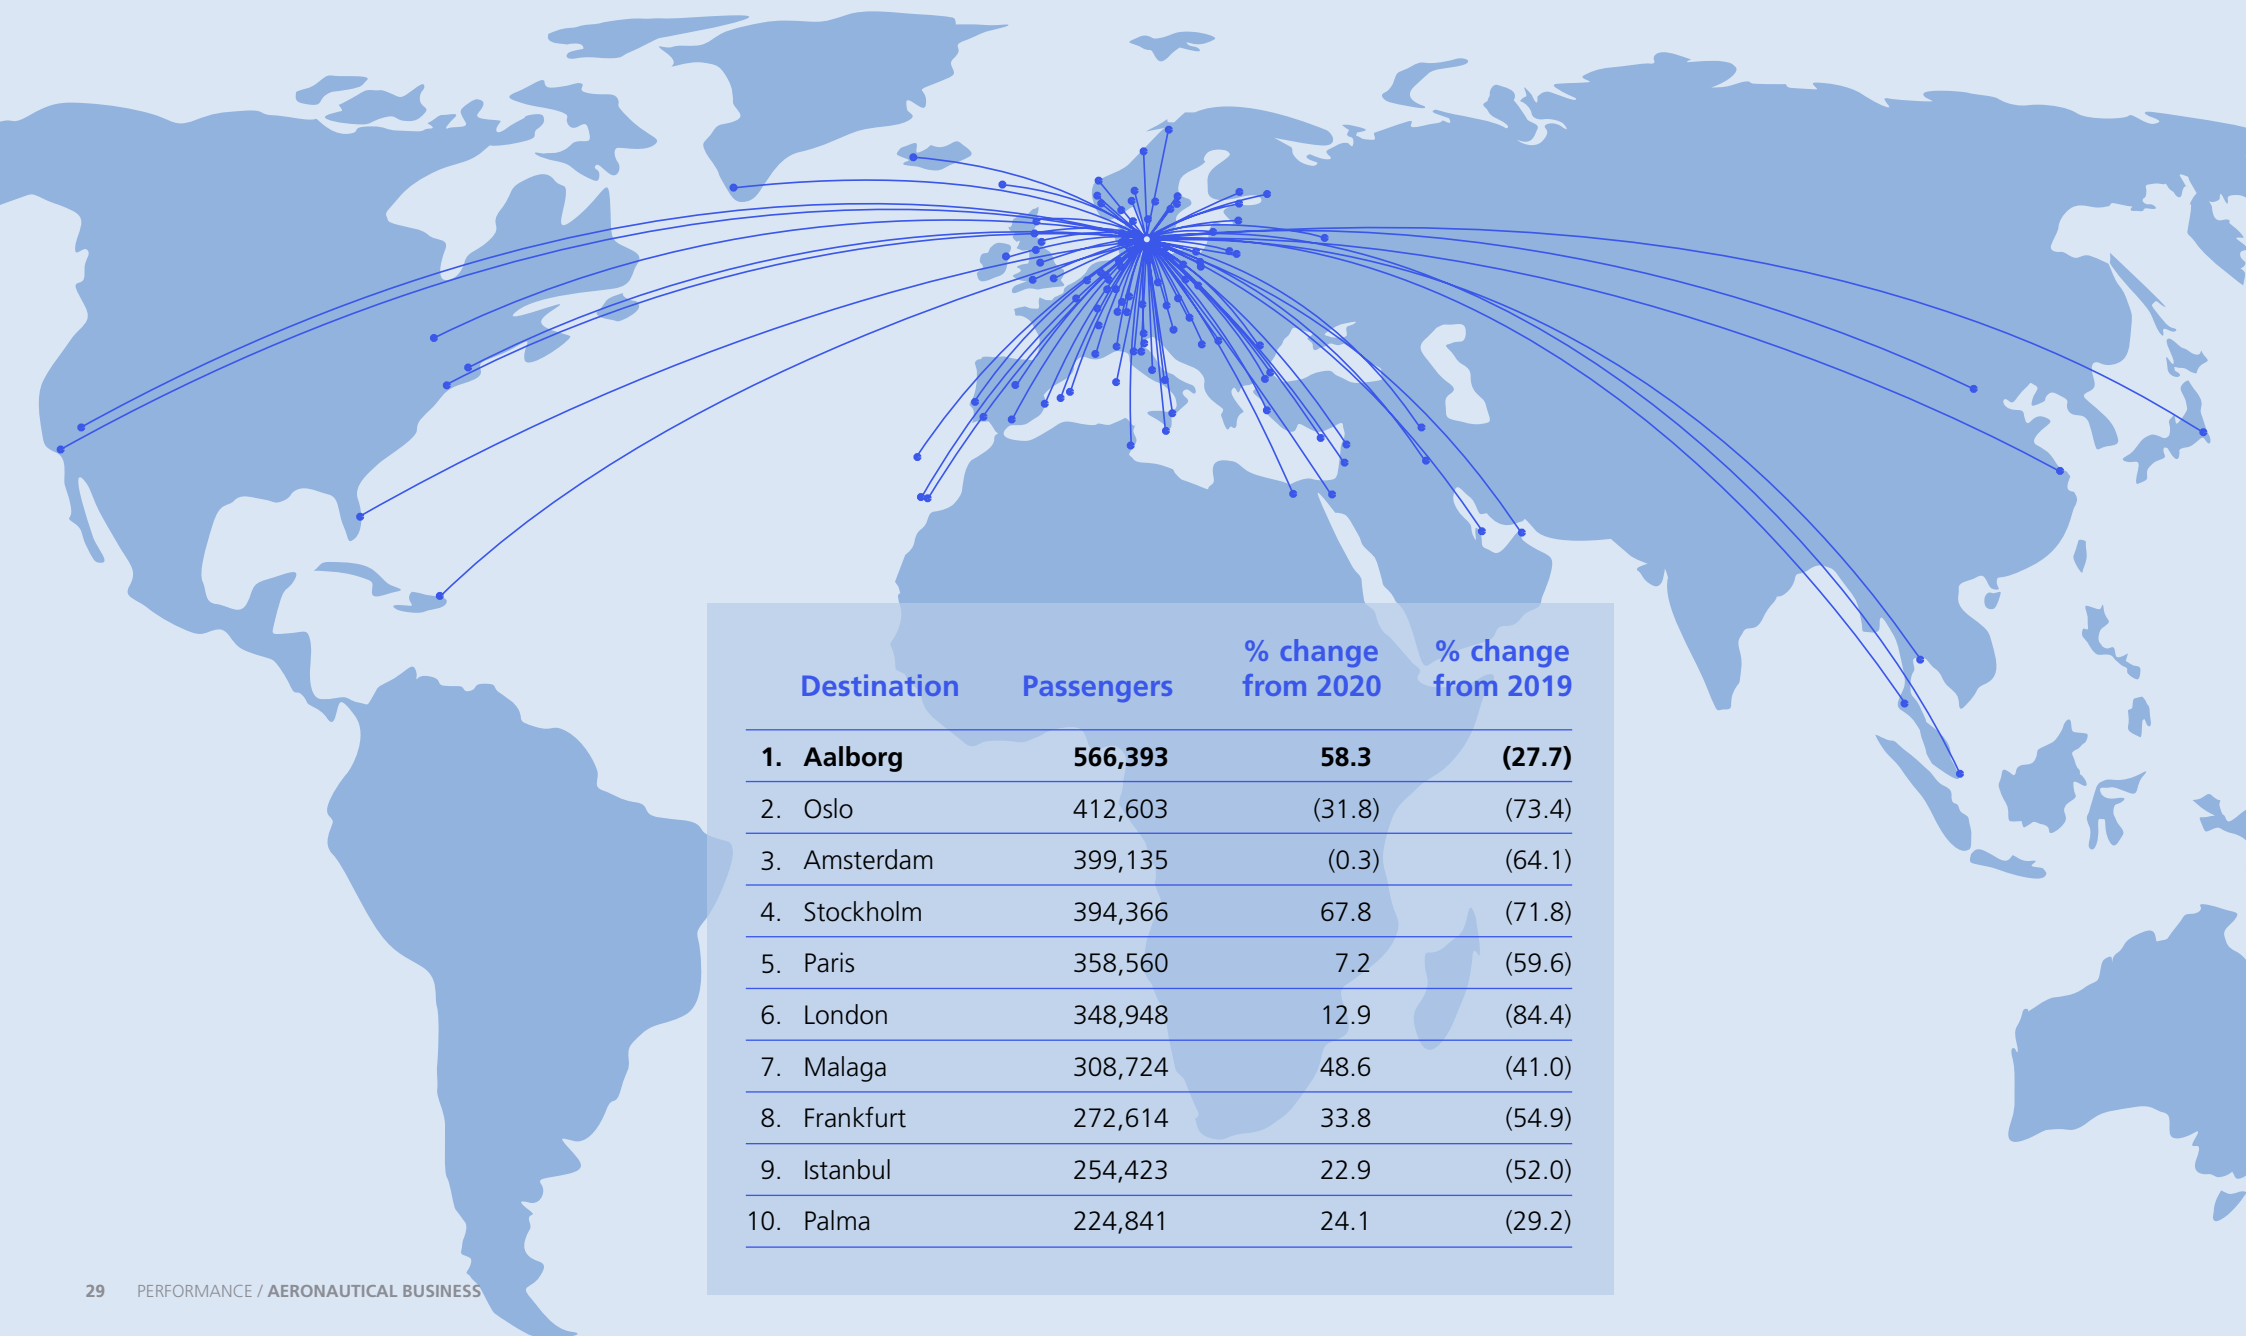 Destination Passengers % change from 2020 % change from 2019
1. Aalborg 566,393 58.3 (27.7)
2. Oslo 412,603 (31.8) (73.4)
3. Amsterdam 399,135 (0.3) (64.1)
4. Stockholm 394,366 67.8 (71.8)
5. Paris 358,560 7.2 (59.6)
6. London 348,948 12.9 (84.4)
7. Malaga 308,724 48.6 (41.0)
8. Frankfurt 272,614 33.8 (54.9)
9. Istanbul 254,423 22.9 (52.0)
10. Palma 224,841 24.1 (29.2)
29 PERFORMANCE / AERONAUTICAL BUSINESS